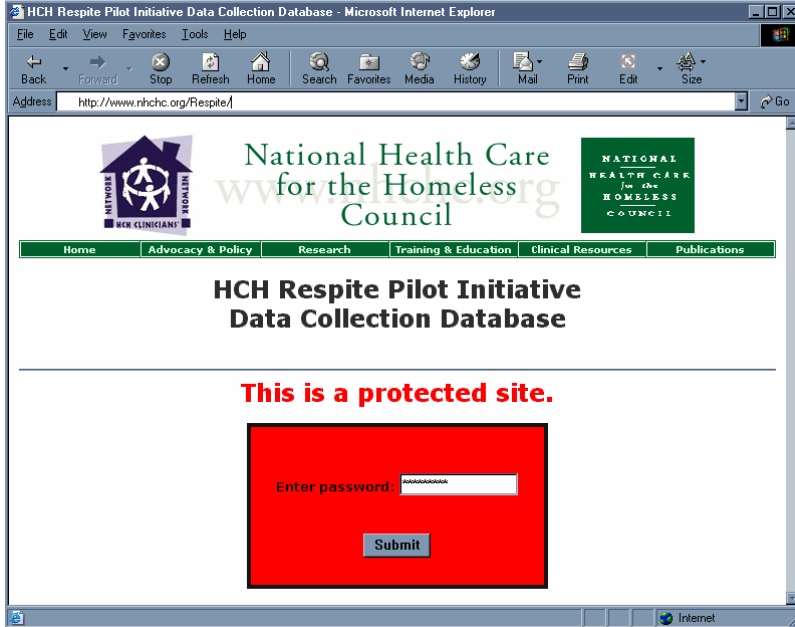 HCH Respite Pilot Initiative Data Collection Database - Microsoft Internet Explorer
File Edit View Favorites Tools Help
Back Forward Stop Refresh Home Search Favorites Media History Mail Print Edit Size
Address http://www.nhchc.org/Respite/ Go
NETWORK
NETWORK
HCH CLINICIANS'
www.nhchc.org
National Health Care
for the Homeless
Council
NATIONAL
HEALTH CARE
for the
HOMELESS
COUNCIL
Home Advocacy & Policy Research Training & Education Clinical Resources Publications
HCH Respite Pilot Initiative
Data Collection Database
This is a protected site.
Enter password: *********
Submit
Internet